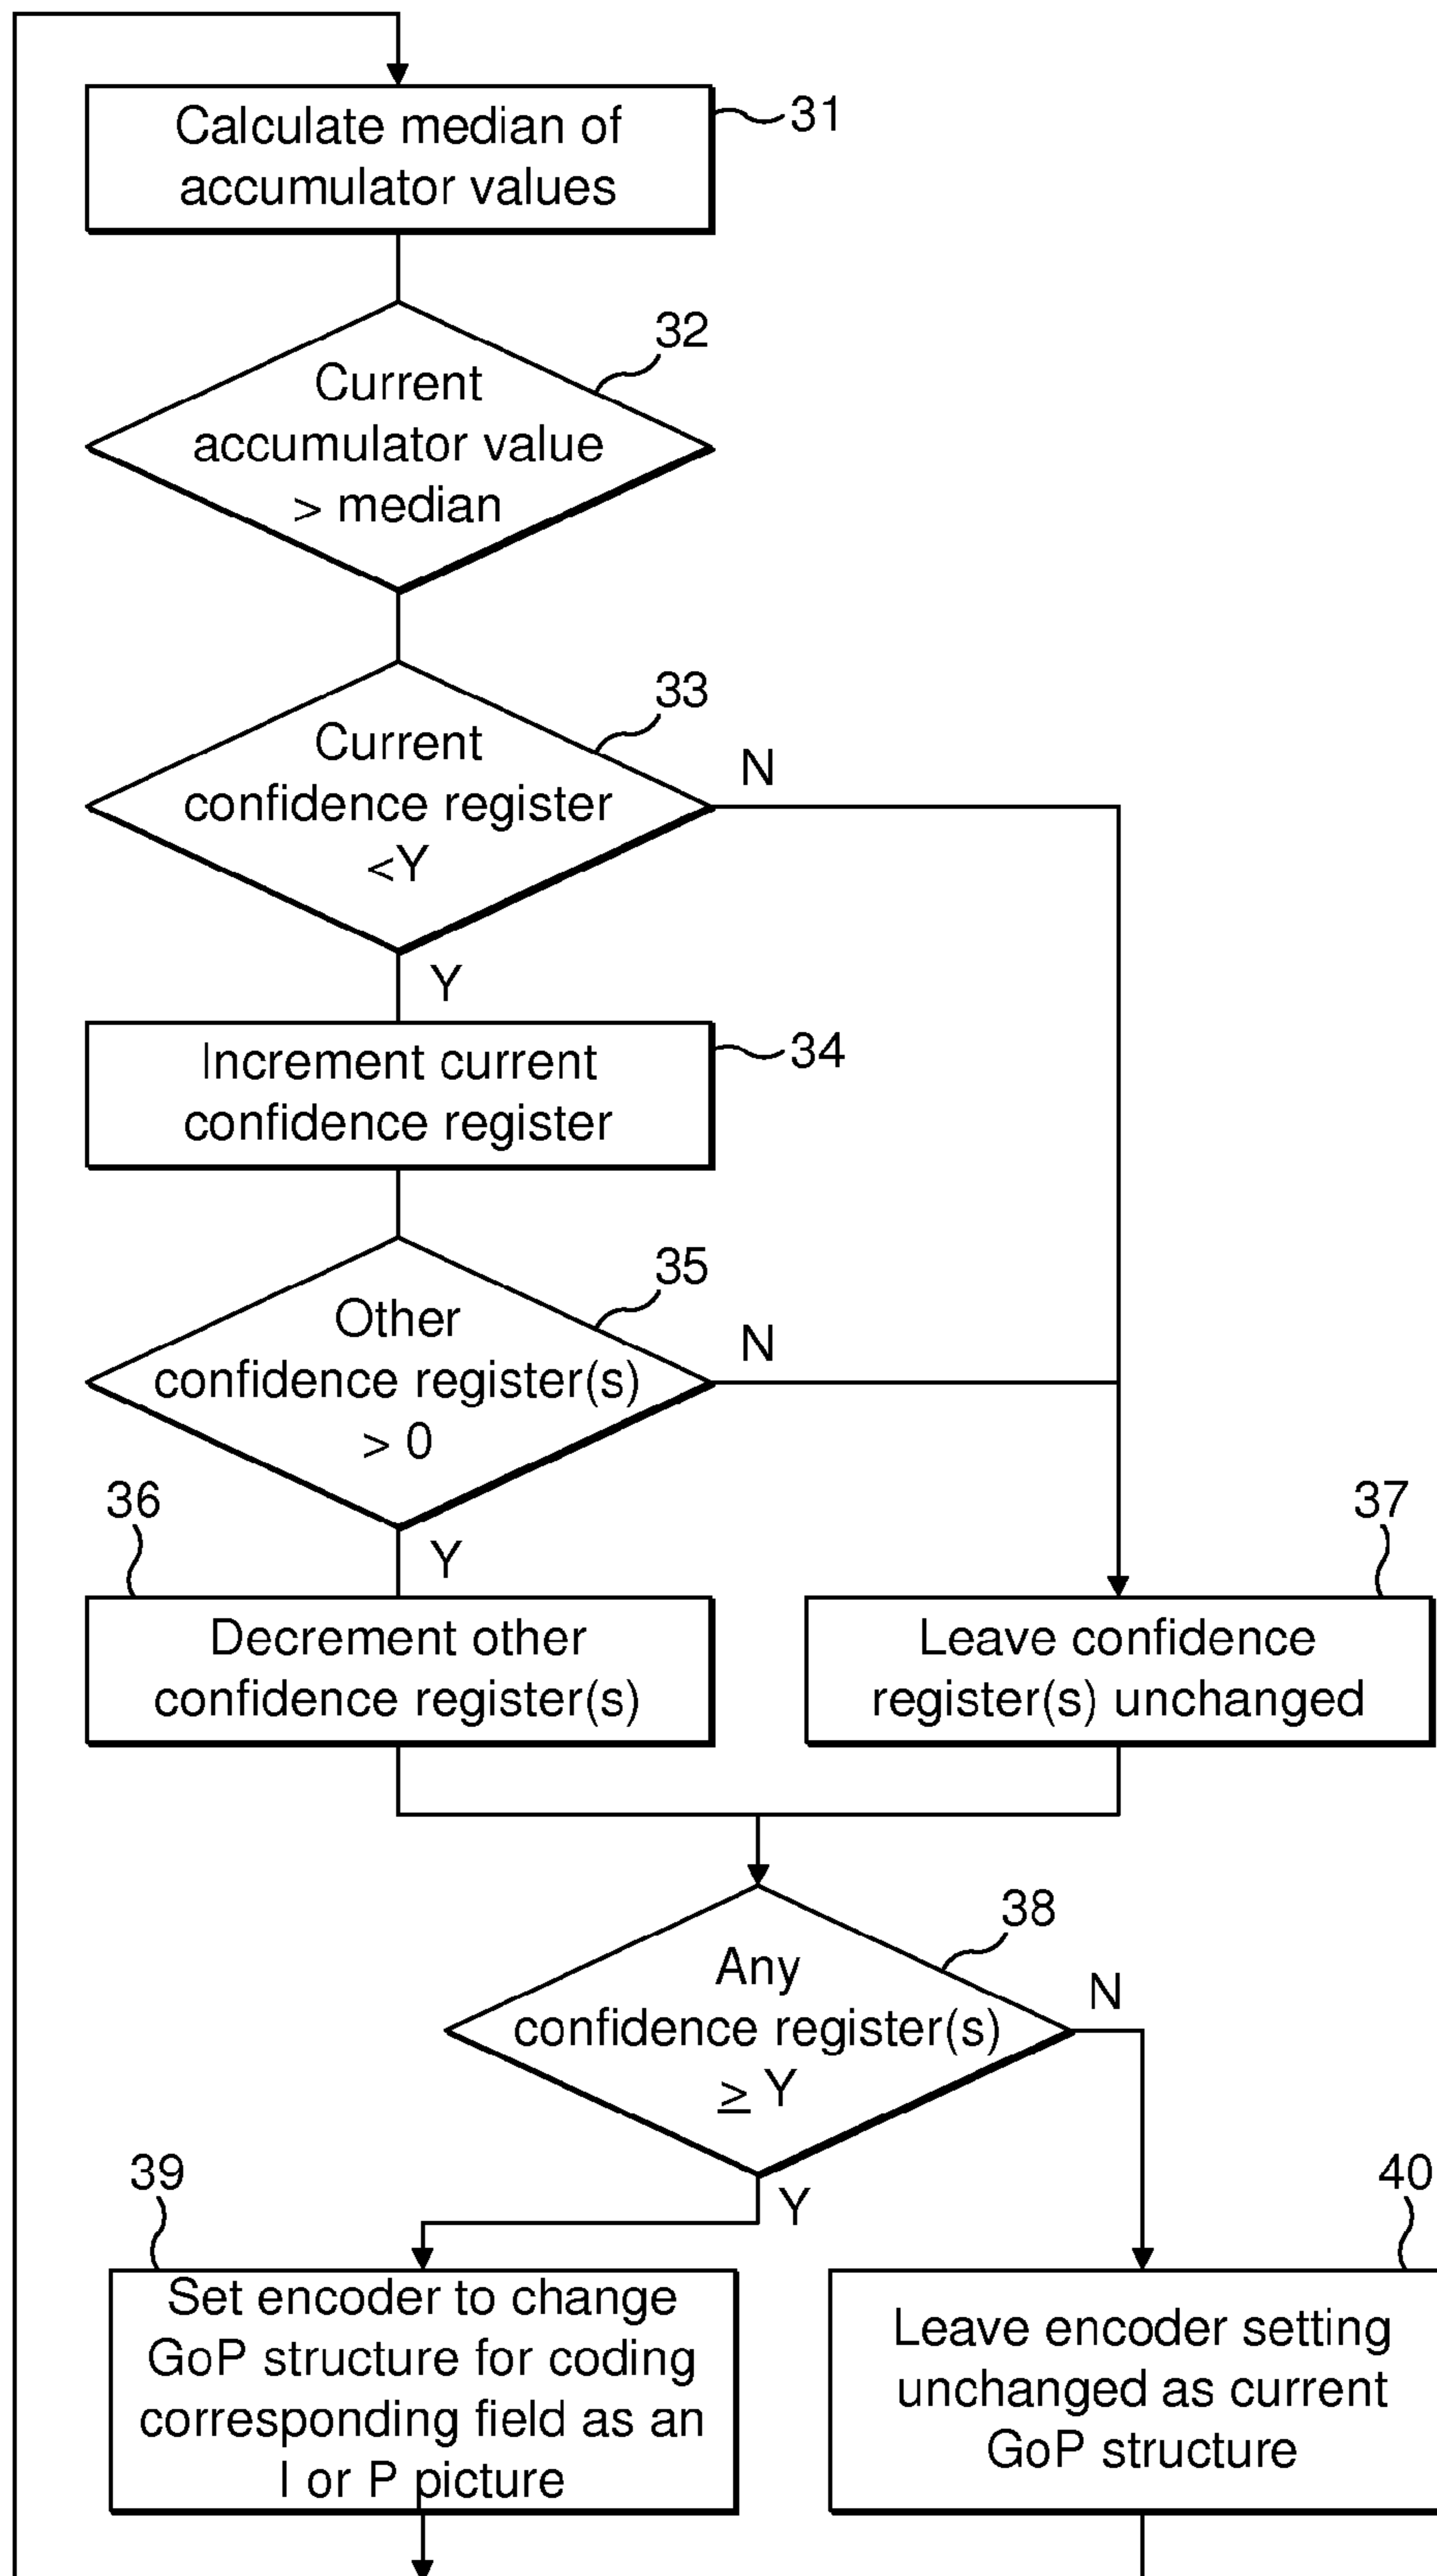 Calculate median of
accumulator values
31
32
Current
accumulator value
> median
33
Current
confidence register
<Y
N
Y
Increment current
confidence register
34
35
Other
confidence register(s)
> 0
N
Y
36
Decrement other
confidence register(s)
37
Leave confidence
register(s) unchanged
38
Any
confidence register(s)
≥ Y
N
Y
39
Set encoder to change
GoP structure for coding
corresponding field as an
I or P picture
40
Leave encoder setting
unchanged as current
GoP structure